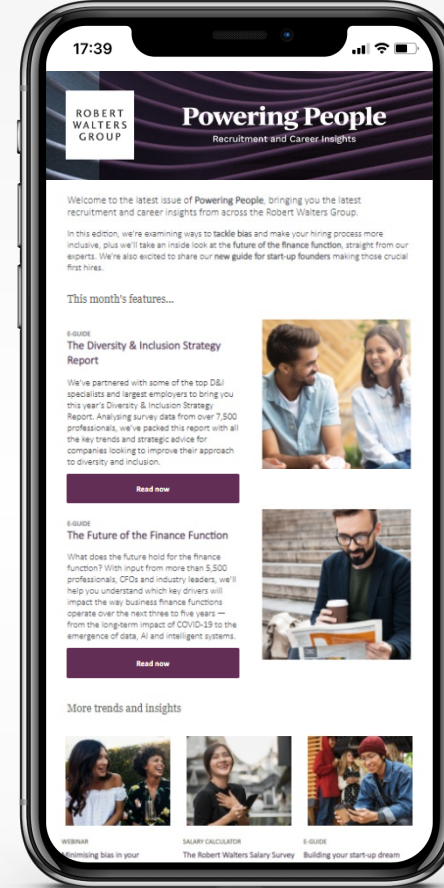 17:39
ROBERT
WALTERS
GROUP
Powering People
Recruitment and Career Insights
Welcome to the latest issue of Powering People, bringing you the latest
recruitment and career insights from across the Robert Walters Group.
In this edition, we're examining ways to tackle bias and make your hiring process more
inclusive, plus we'll take an inside look at the future of the finance function, straight from our
experts. We're also excited to share our new guide for start-up founders making those crucial
first hires.
This month's features...
E-GUIDE
The Diversity & Inclusion Strategy
Report
We've partnered with some of the top D&I
specialists and largest employers to bring you
this year's Diversity & Inclusion Strategy
Report. Analysing survey data from over 7,500
professionals, we've packed this report with all
the key trends and strategic advice for
companies looking to improve their approach
to diversity and inclusion.
Read now
E-GUIDE
The Future of the Finance Function
What does the future hold for the finance
function? With input from more than 5,500
professionals, CFOs and industry leaders, we'll
help you understand which key drivers will
impact the way business finance functions
operate over the next three to five years —
from the long-term impact of COVID-19 to the
emergence of data, AI and intelligent systems.
Read now
More trends and insights
WEBINAR
Minimising bias in your
SALARY CALCULATOR
The Robert Walters Salary Survey
E-GUIDE
Building your start-up dream